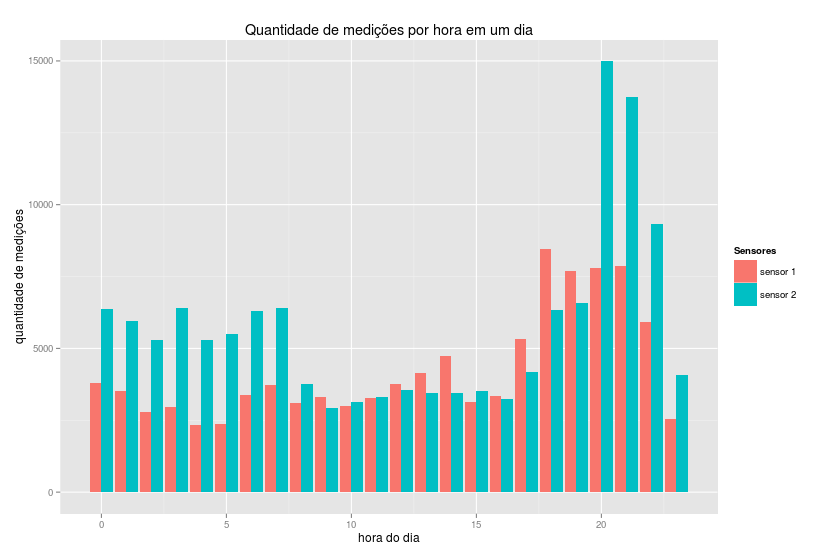 Quantidade de medições por hora em um dia
quantidade de medições
15000
10000
5000
0
0 5 10 15 20
hora do dia
Sensores
sensor 1
sensor 2